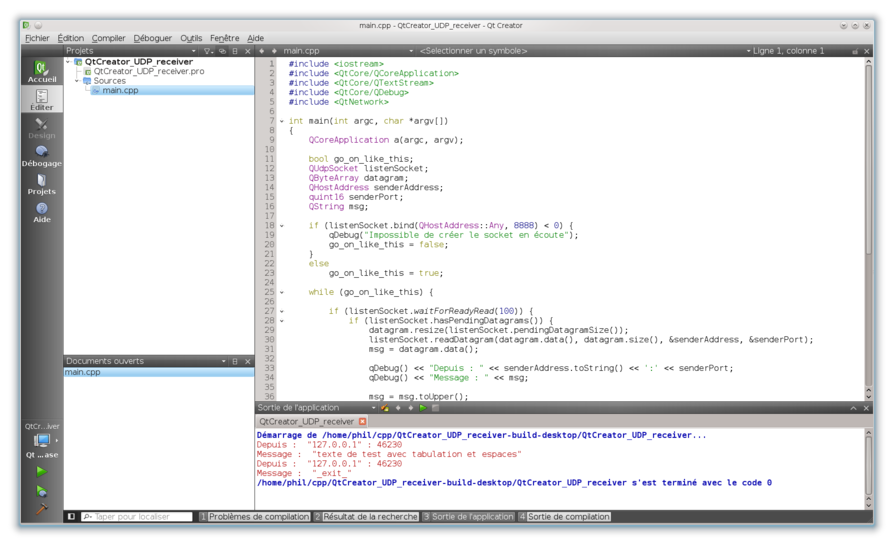 main.cpp - QtCreator_UDP_receiver - Qt Creator
Fichier Édition Compiler Déboguer Outils Fenêtre Aide
Projets
main.cpp
<Selectionner un symbole>
Ligne 1, colonne 1
Accueil
Éditer
Design
Débogage
Projets
Aide
QtCreator_UDP_receiver
QtCreator_UDP_receiver.pro
Sources
main.cpp
1 #include <iostream>
2 #include <QtCore/QCoreApplication>
3 #include <QtCore/QTextStream>
4 #include <QtCore/QDebug>
5 #include <QtNetwork>
6
7 int main(int argc, char *argv[])
8 {
9 QCoreApplication a(argc, argv);
10
11 bool go_on_like_this;
12 QUdpSocket listenSocket;
13 QByteArray datagram;
14 QHostAddress senderAddress;
15 quint16 senderPort;
16 QString msg;
17
18 if (listenSocket.bind(QHostAddress::Any, 8888) < 0) {
19 qDebug("Impossible de créer le socket en écoute");
20 go_on_like_this = false;
21 }
22 else
23 go_on_like_this = true;
24
25 while (go_on_like_this) {
26
27 if (listenSocket.waitForReadyRead(100)) {
28 if (listenSocket.hasPendingDatagrams()) {
29 datagram.resize(listenSocket.pendingDatagramSize());
30 listenSocket.readDatagram(datagram.data(), datagram.size(), &senderAddress, &senderPort);
31 msg = datagram.data();
32
33 qDebug() << "Depuis : " << senderAddress.toString() << ':' << senderPort;
34 qDebug() << "Message : " << msg;
35
36 msg = msg.toUpper();
Documents ouverts
main.cpp
QtCr...iver
Qt ...ase
Sortie de l'application
QtCreator_UDP_receiver
Démarrage de /home/phil/cpp/QtCreator_UDP_receiver-build-desktop/QtCreator_UDP_receiver...
Depuis : "127.0.0.1" : 46230
Message : "texte de test avec tabulation et espaces"
Depuis : "127.0.0.1" : 46230
Message : "_exit_"
/home/phil/cpp/QtCreator_UDP_receiver-build-desktop/QtCreator_UDP_receiver s'est terminé avec le code 0
Taper pour localiser
1 Problèmes de compilation
2 Résultat de la recherche
3 Sortie de l'application
4 Sortie de compilation